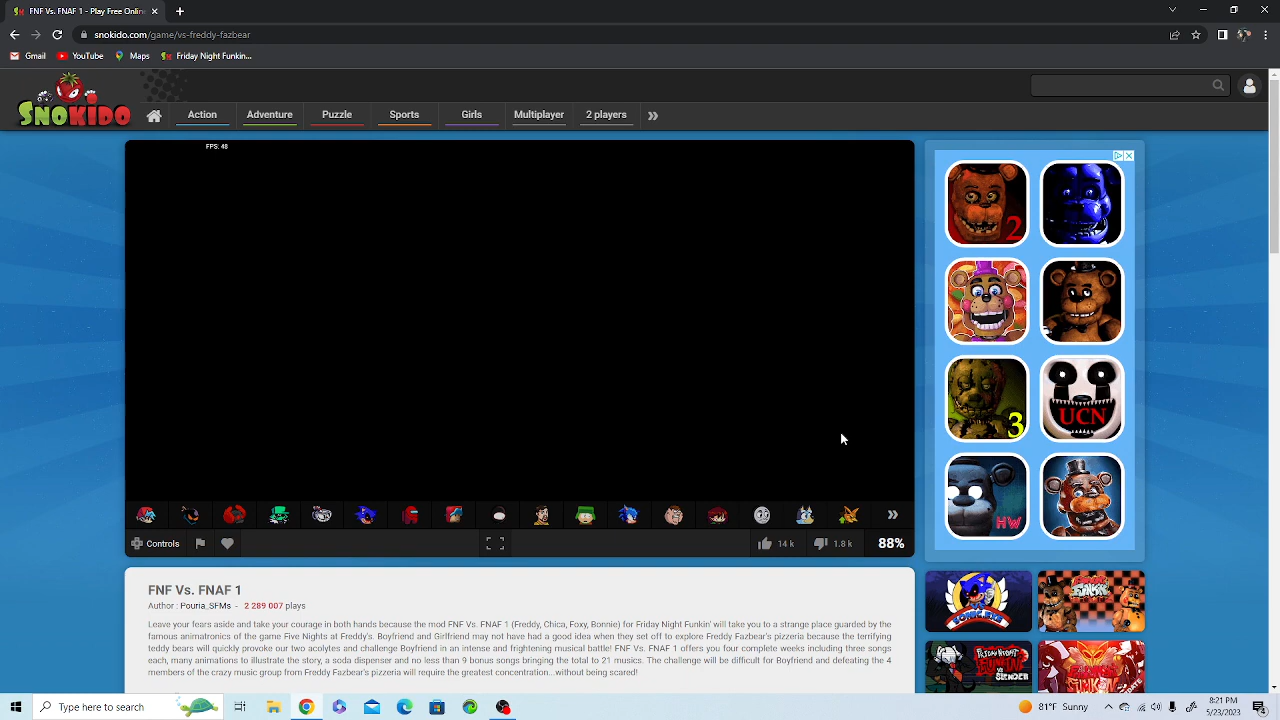 FNF Vs. FNAF 1 - Play Free Onlin
snokido.com/game/vs-freddy-fazbear
Gmail YouTube Maps Friday Night Funkin...
SNOKIDO
Action Adventure Puzzle Sports Girls Multiplayer 2 players »
FPS: 48
2
3
UCN
HW
»
Controls 14 k 1.8 k 88%
FNF Vs. FNAF 1
Author : Pouria_SFMs - 2 289 007 plays
Leave your fears aside and take your courage in both hands because the mod FNF Vs. FNAF 1 (Freddy, Chica, Foxy, Bonnie) for Friday Night Funkin' will take you to a strange place guarded by the
famous animatronics of the game Five Nights at Freddy's. Boyfriend and Girlfriend may not have had a good idea when they set off to explore Freddy Fazbear's pizzeria because the terrifying
teddy bears will quickly provoke our two acolytes and challenge Boyfriend in an intense and frightening musical battle! FNF Vs. FNAF 1 offers you four complete weeks including three songs
each, many animations to illustrate the story, a soda dispenser and no less than 9 bonus songs bringing the total to 21 musics. The challenge will be difficult for Boyfriend and defeating the 4
members of the crazy music group Freddy Fazbear's pizzeria will require the greatest concentration...without being scared!
SONIC.EXE
SLENDER
Type here to search
81°F Sunny
8:21 PM
5/23/2023
4